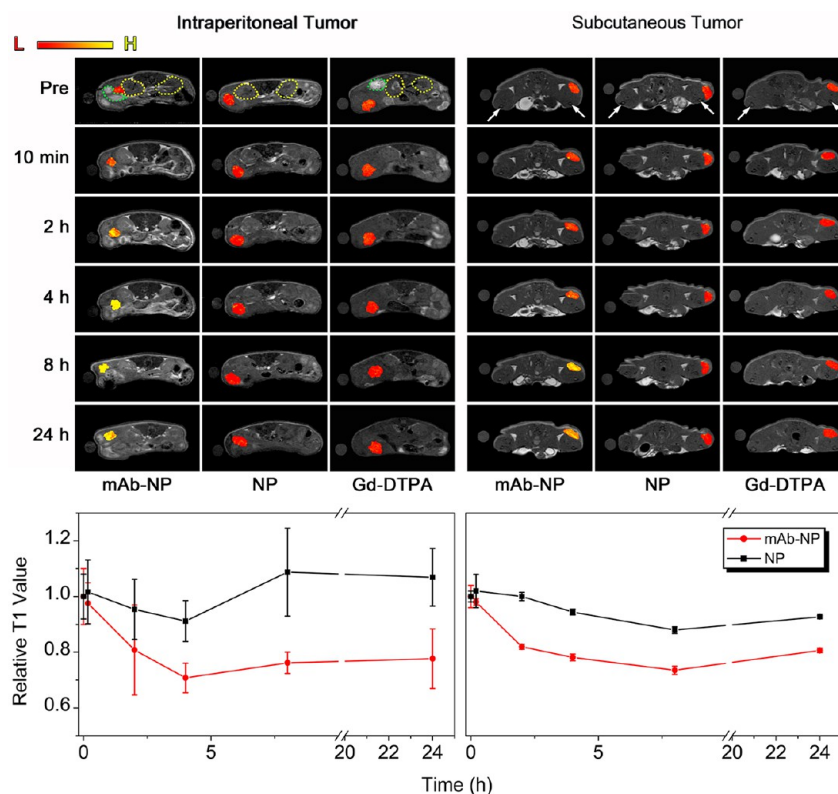 Intraperitoneal Tumor Subcutaneous Tumor
L H
Pre
10 min
2 h
4 h
8 h
24 h
mAb-NP NP Gd-DTPA mAb-NP NP Gd-DTPA
Relative T1 Value
1.2
1.0
0.8
0.6
mAb-NP
NP
0 5 20 22 24 0 5 20 22 24
Time (h)